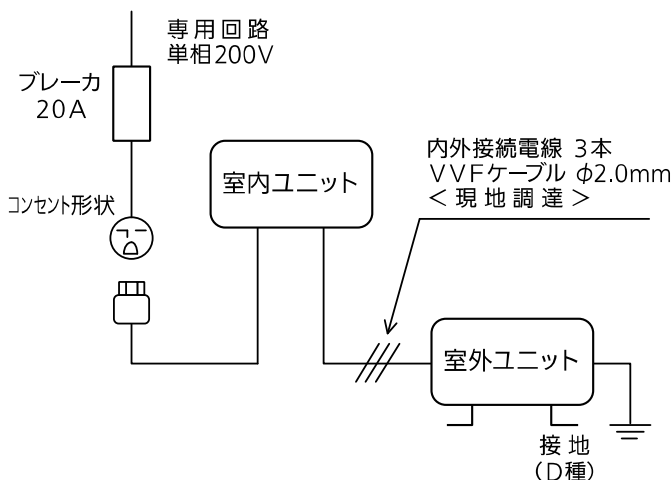 専用回路
単相200V
ブレーカ
20A
コンセント形状
室内ユニット
内外接続電線 3本
VVFケーブル φ2.0mm
<現地調達>
室外ユニット
接地
(D種)